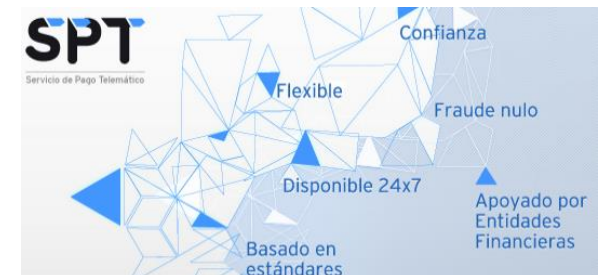 SPT
Servicio de Pago Telemático
Confianza
Flexible
Fraude nulo
Disponible 24x7
Apoyado por
Entidades
Financieras
Basado en
estándares